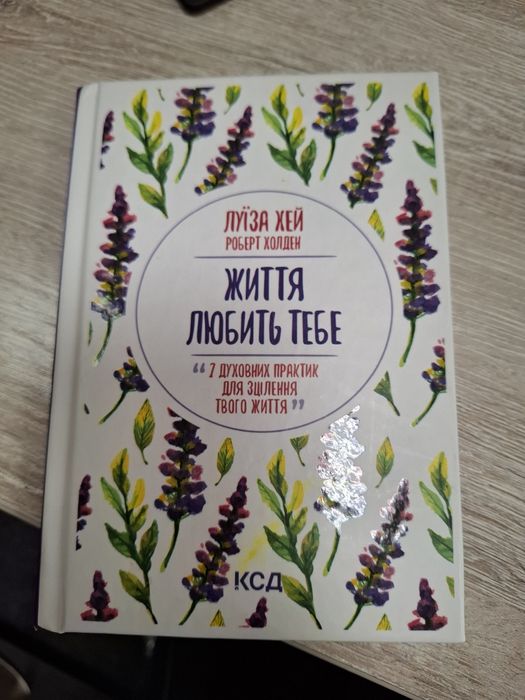 ЛУЇЗА ХЕЙ
РОБЕРТ ХОЛДЕН
ЖИТТЯ
ЛЮБИТЬ ТЕБЕ
“ 7 ДУХОВНИХ ПРАКТИК
ДЛЯ ЗЦІЛЕННЯ
ТВОГО ЖИТТЯ ”
КСД